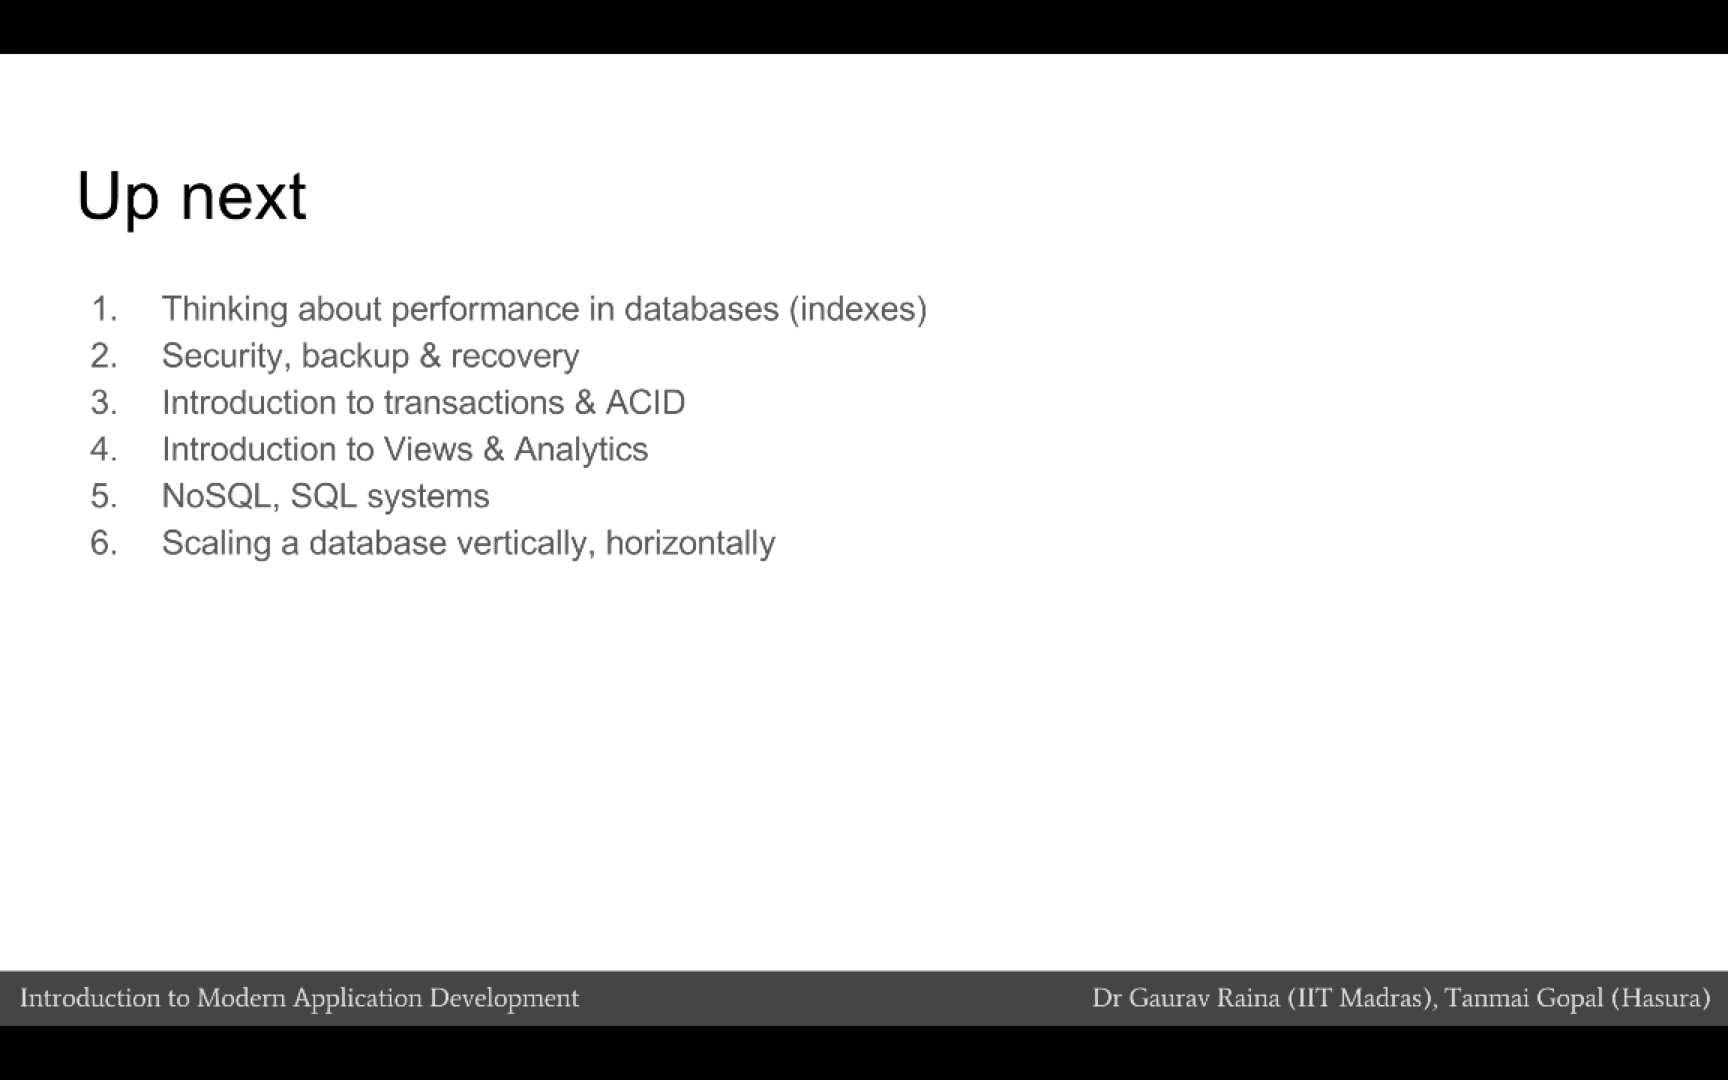 Up next
1. Thinking about performance in databases (indexes)
2. Security, backup & recovery
3. Introduction to transactions & ACID
4. Introduction to Views & Analytics
5. NoSQL, SQL systems
6. Scaling a database vertically, horizontally
Introduction to Modern Application Development
Dr Gaurav Raina (IIT Madras), Tanmai Gopal (Hasura)